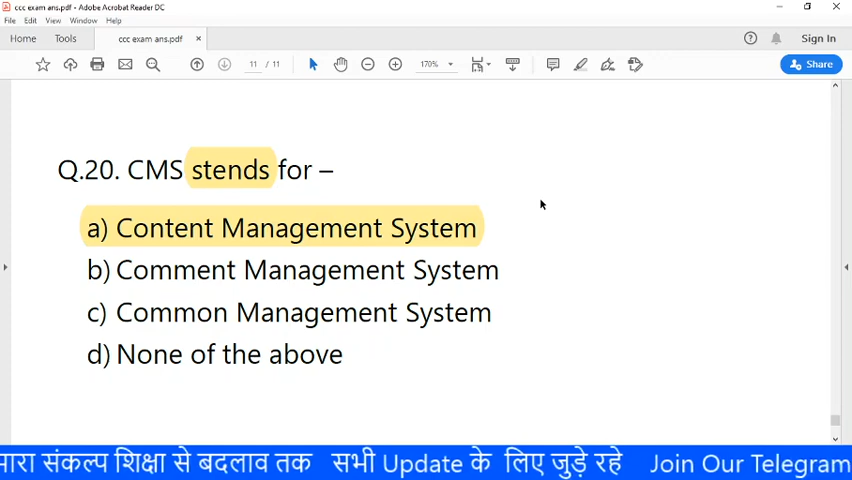 ccc exam ans.pdf - Adobe Acrobat Reader DC
File Edit View Window Help
Home Tools ccc exam ans.pdf × Sign In
11 / 11 170% Share
Q.20. CMS stends for –
a) Content Management System
b) Comment Management System
c) Common Management System
d) None of the above
मारा संकल्प शिक्षा से बदलाव तक सभी Update के लिए जुड़े रहे Join Our Telegram